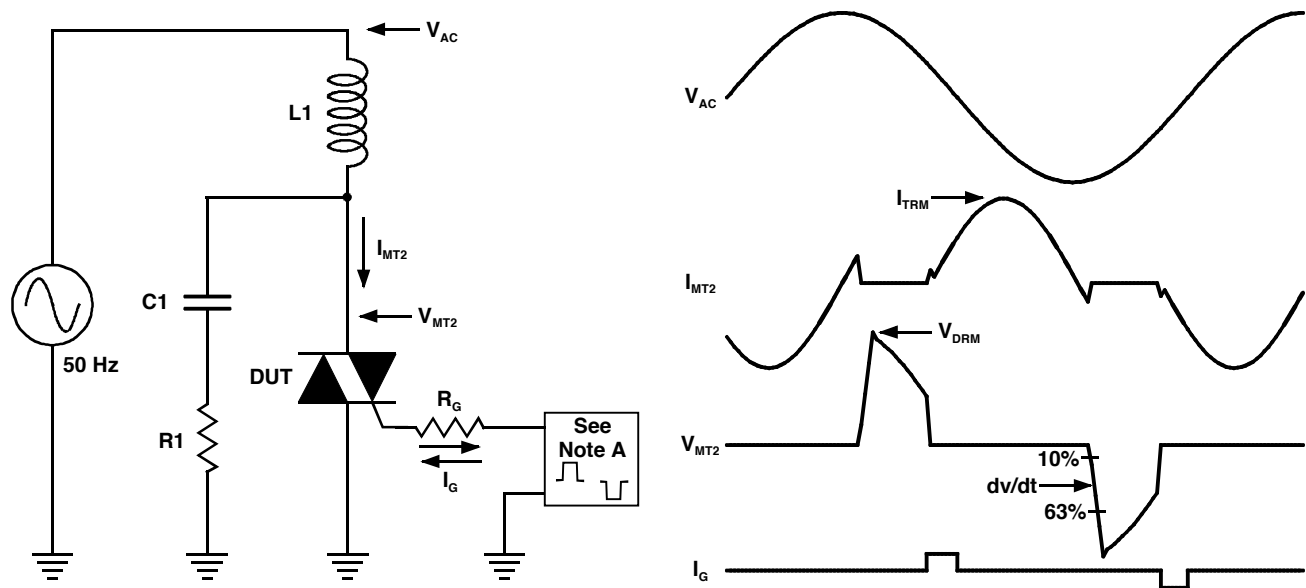 V_AC
L1
I_MT2
C1
V_MT2
50 Hz
DUT
R_G
R1
See
Note A
I_G
V_AC
I_TRM
I_MT2
V_DRM
V_MT2
10%
dv/dt
63%
I_G